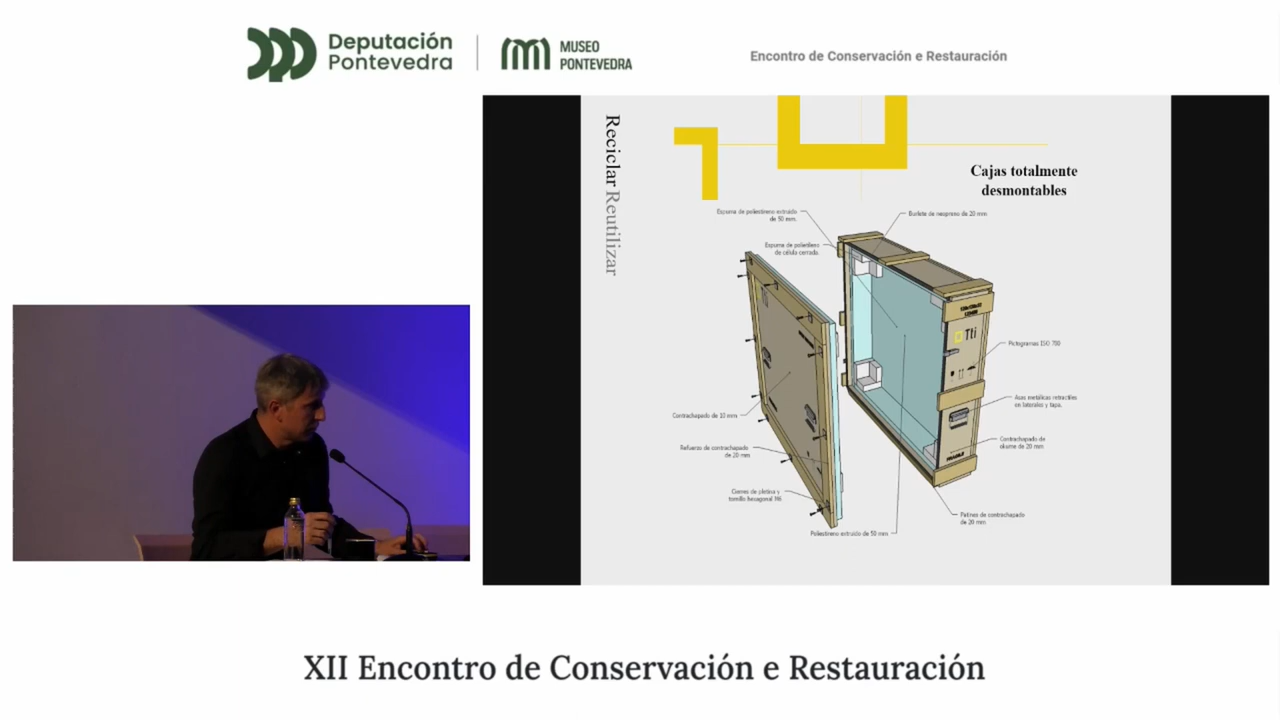 Deputación
Pontevedra
MUSEO
PONTEVEDRA
Encontro de Conservación e Restauración
Reciclar Reutilizar
Cajas totalmente
desmontables
Espuma de poliestireno extruido
de 50 mm.
Burlete de neopreno de 20 mm
Espuma de polietileno
de célula cerrada.
Tti
Pictogramas ISO 780
Asas metálicas retráctiles
en laterales y tapa.
Contrachapado de 10 mm
Contrachapado de
okume de 20 mm
Refuerzo de contrachapado
de 20 mm
FRAGILE
Cierres de pletina y
tornillo hexagonal M6
Patines de contrachapado
de 20 mm
Poliestireno extruido de 50 mm
XII Encontro de Conservación e Restauración